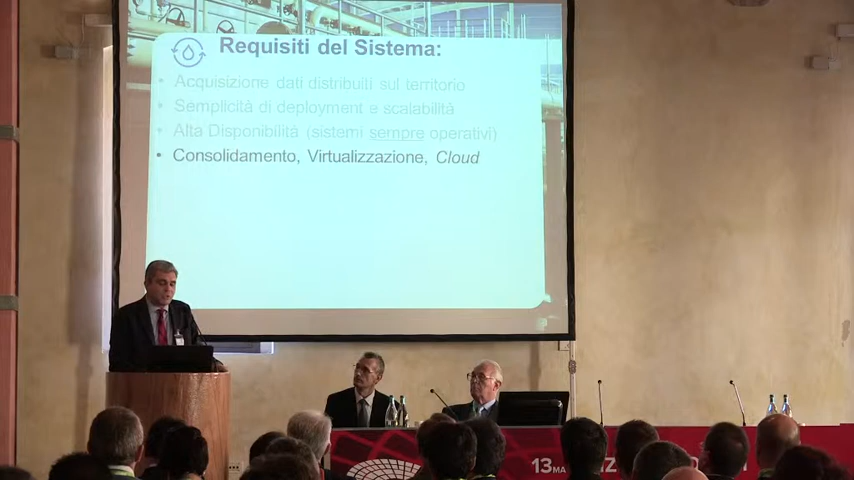 Requisiti del Sistema:
• Acquisizione dati distribuiti sul territorio
• Semplicità di deployment e scalabilità
• Alta Disponibilità (sistemi sempre operativi)
• Consolidamento, Virtualizzazione, Cloud
13 MA